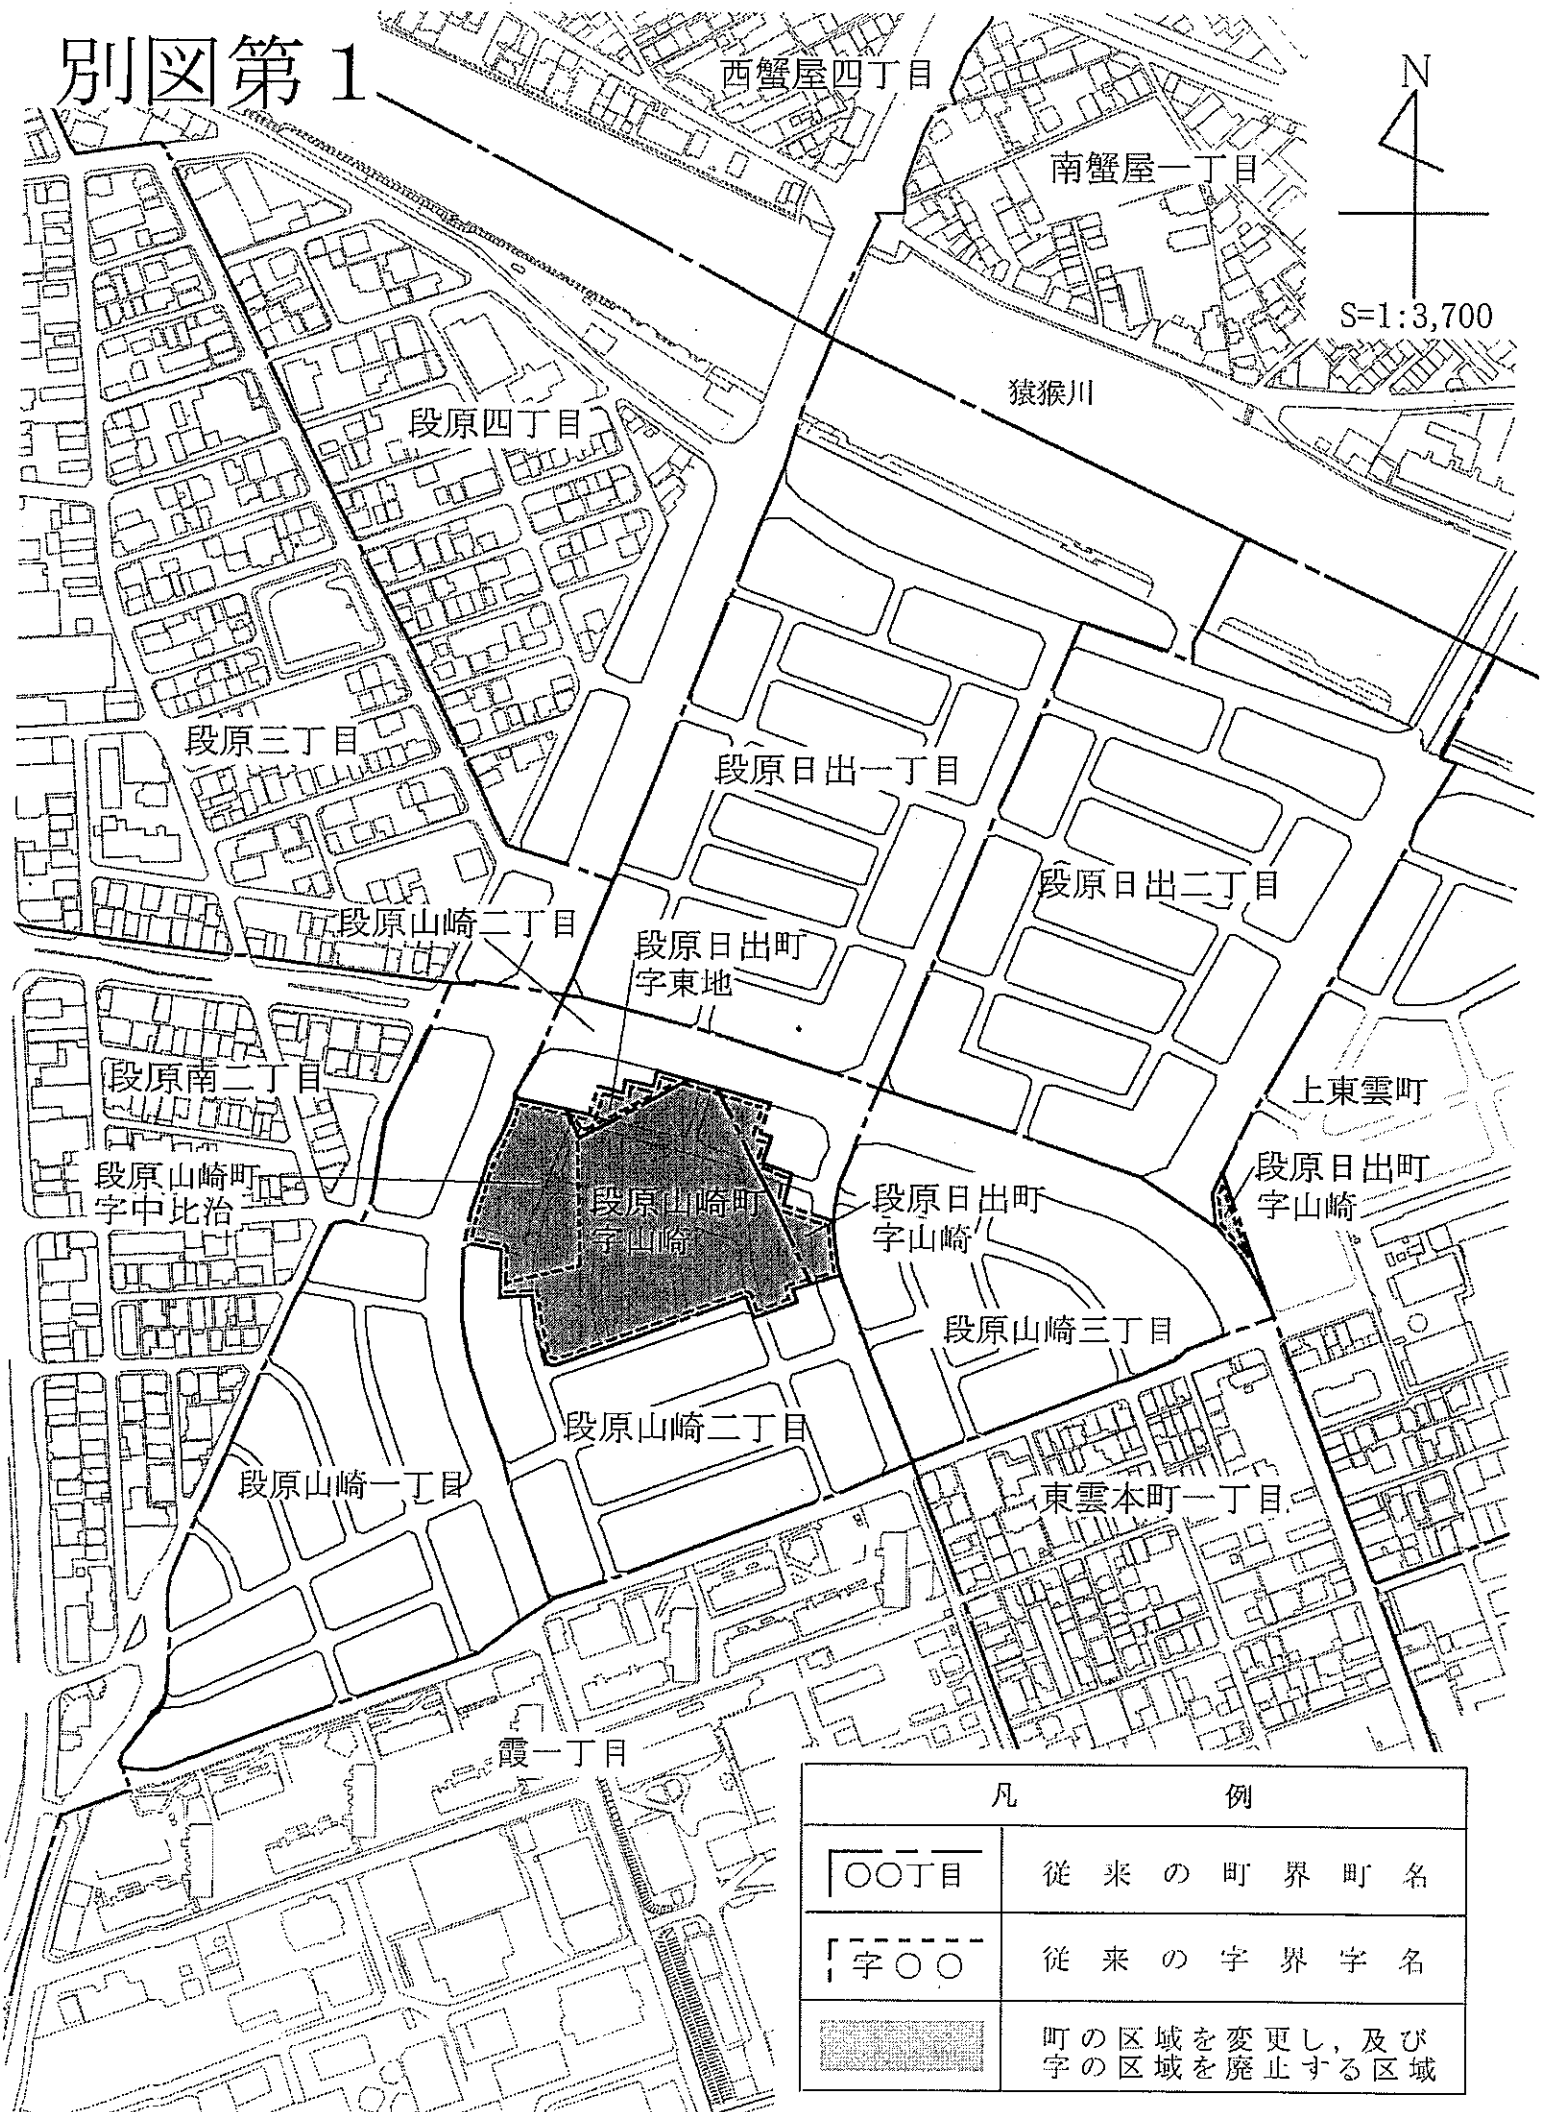 別図第1
西蟹屋四丁目
N
南蟹屋一丁目
S=1:3,700
猿猴川
段原四丁目
段原三丁目
段原日出一丁目
段原日出二丁目
段原山崎二丁目
段原日出町
字東地
段原南二丁目
上東雲町
段原山崎町
字中比治
段原山崎町
字山崎
段原日出町
字山崎
段原日出町
字山崎
段原山崎三丁目
段原山崎二丁目
段原山崎一丁目
東雲本町一丁目
霞一丁目
凡例
〇〇丁目 従来の町界町名
字〇〇 従来の字界字名
町の区域を変更し,及び
字の区域を廃止する区域